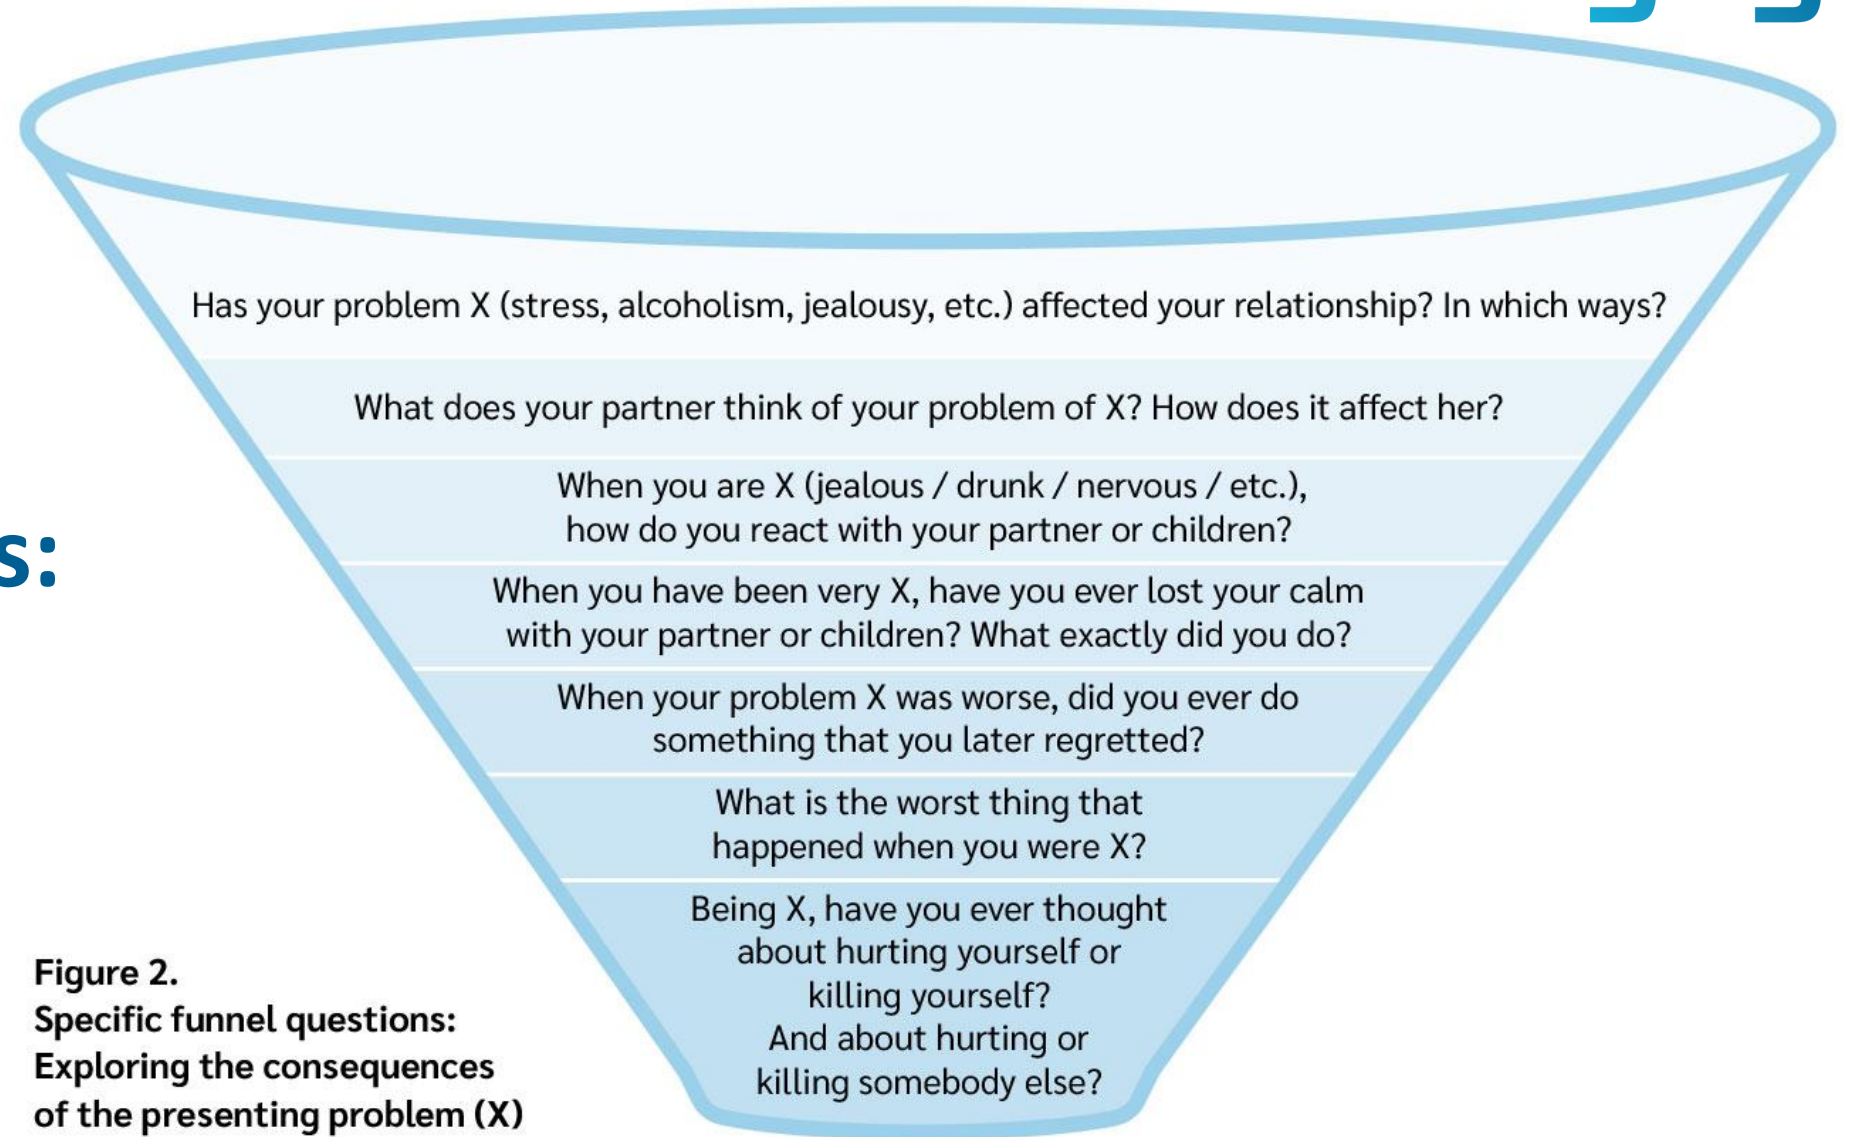 Has your problem X (stress, alcoholism, jealousy, etc.) affected your relationship? In which ways?
What does your partner think of your problem of X? How does it affect her?
When you are X (jealous / drunk / nervous / etc.),
how do you react with your partner or children?
s:
When you have been very X, have you ever lost your calm
with your partner or children? What exactly did you do?
When your problem X was worse, did you ever do
something that you later regretted?
What is the worst thing that
happened when you were X?
Being X, have you ever thought
about hurting yourself or
killing yourself?
And about hurting or
killing somebody else?
Figure 2.
Specific funnel questions:
Exploring the consequences
of the presenting problem (X)